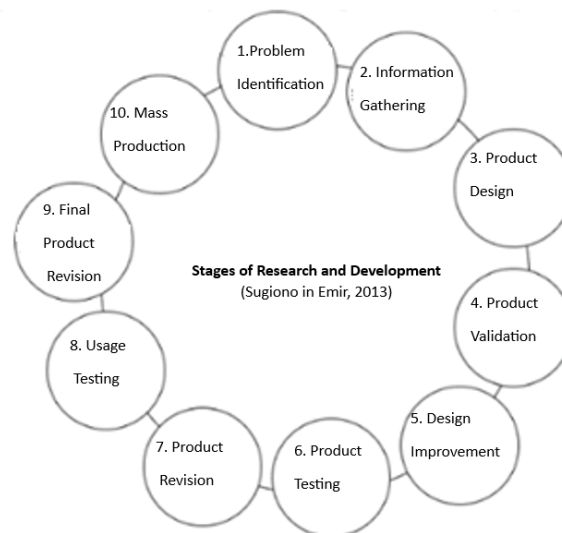 1.Problem
Identification
2. Information
Gathering
3. Product
Design
4. Product
Validation
5. Design
Improvement
6. Product
Testing
7. Product
Revision
8. Usage
Testing
9. Final
Product
Revision
10. Mass
Production
Stages of Research and Development
(Sugiono in Emir, 2013)